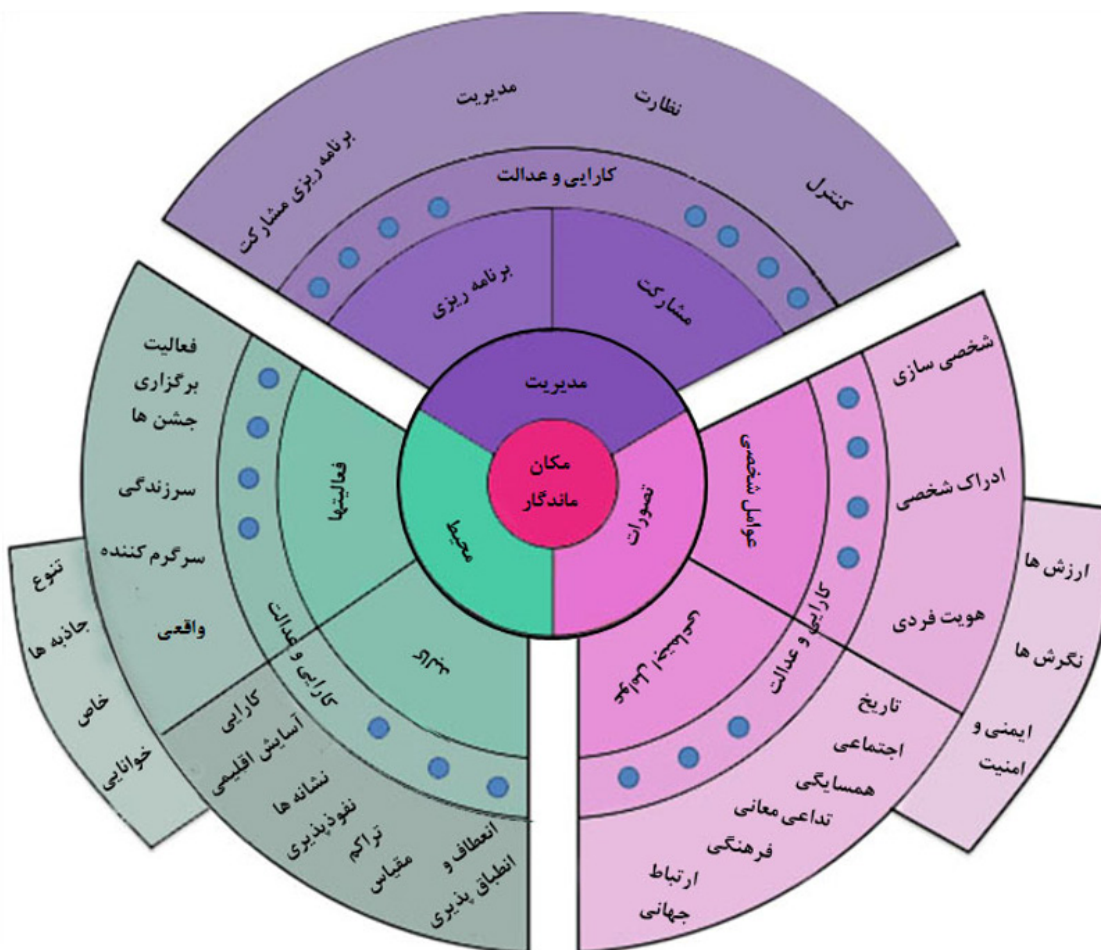 مدیریت
نظارت
کنترل
برنامه ریزی مشارکت
کارایی و عدالت
برنامه ریزی
مشارکت
مدیریت
مکان
ماندگار
محیط
تصورات
فعالیتها
کالبد
عوامل شخصی
عوامل اجتماعی
کارایی و عدالت
کارایی و عدالت
شخصی سازی
ادراک شخصی
هویت فردی
ارزش ها
نگرش ها
ایمنی و
امنیت
تاریخ
اجتماعی
همسایگی
تداعی معانی
فرهنگی
ارتباط
جهانی
فعالیت
برگزاری
جشن ها
سرزندگی
سرگرم کننده
واقعی
تنوع
جاذبه ها
خاص
خوانایی
کارایی
آسایش اقلیمی
نشانه ها
نفوذپذیری
تراکم
مقیاس
انعطاف و
انطباق پذیری